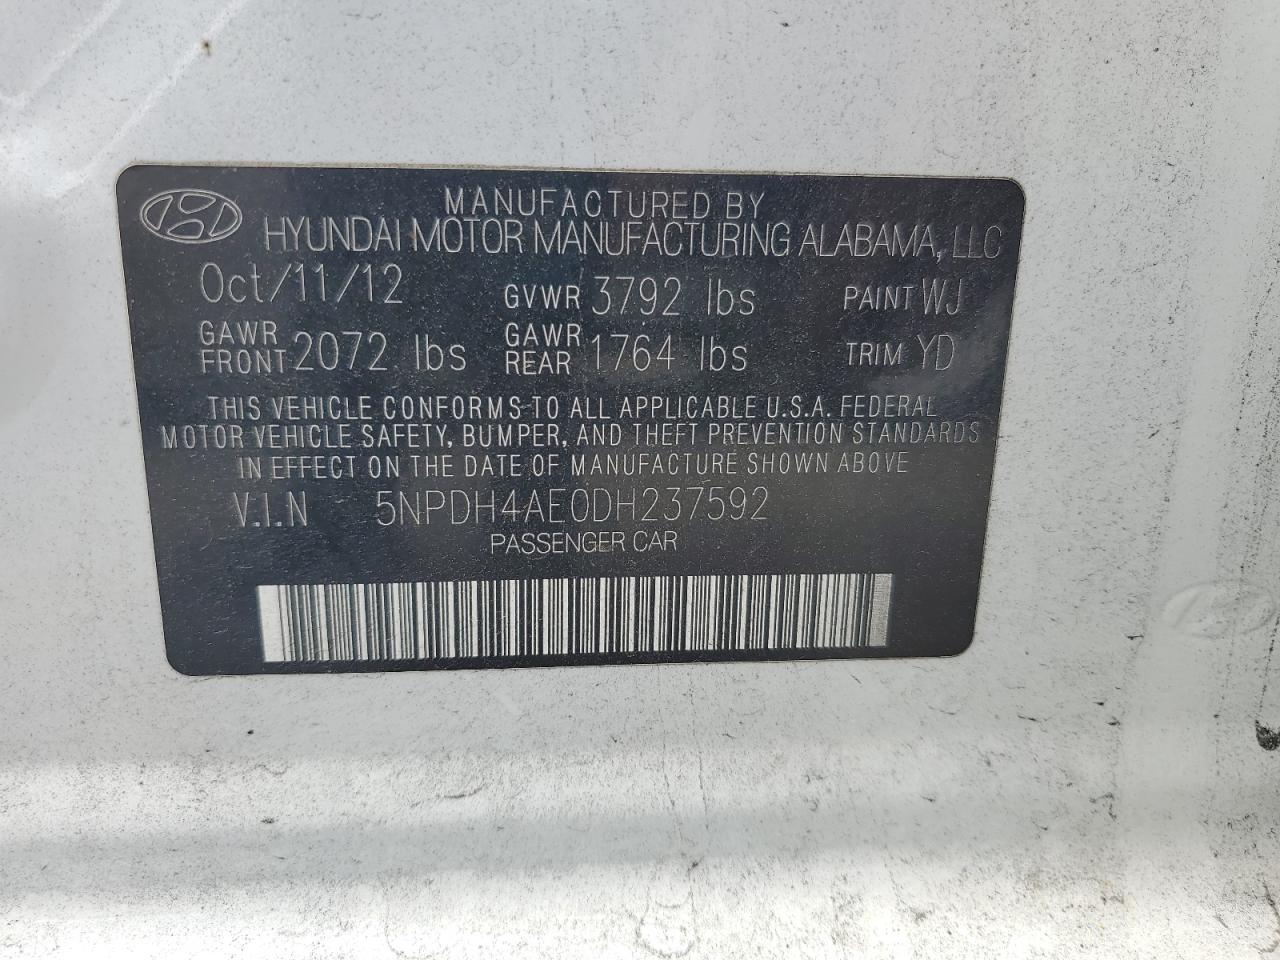 MANUFACTURED BY
HYUNDAI MOTOR MANUFACTURING ALABAMA, LLC
Oct/11/12 GVWR 3792 lbs PAINT WJ
GAWR FRONT 2072 lbs GAWR REAR 1764 lbs TRIM YD
THIS VEHICLE CONFORMS TO ALL APPLICABLE U.S.A. FEDERAL
MOTOR VEHICLE SAFETY, BUMPER, AND THEFT PREVENTION STANDARDS
IN EFFECT ON THE DATE OF MANUFACTURE SHOWN ABOVE
V.I.N 5NPDH4AE0DH237592
PASSENGER CAR